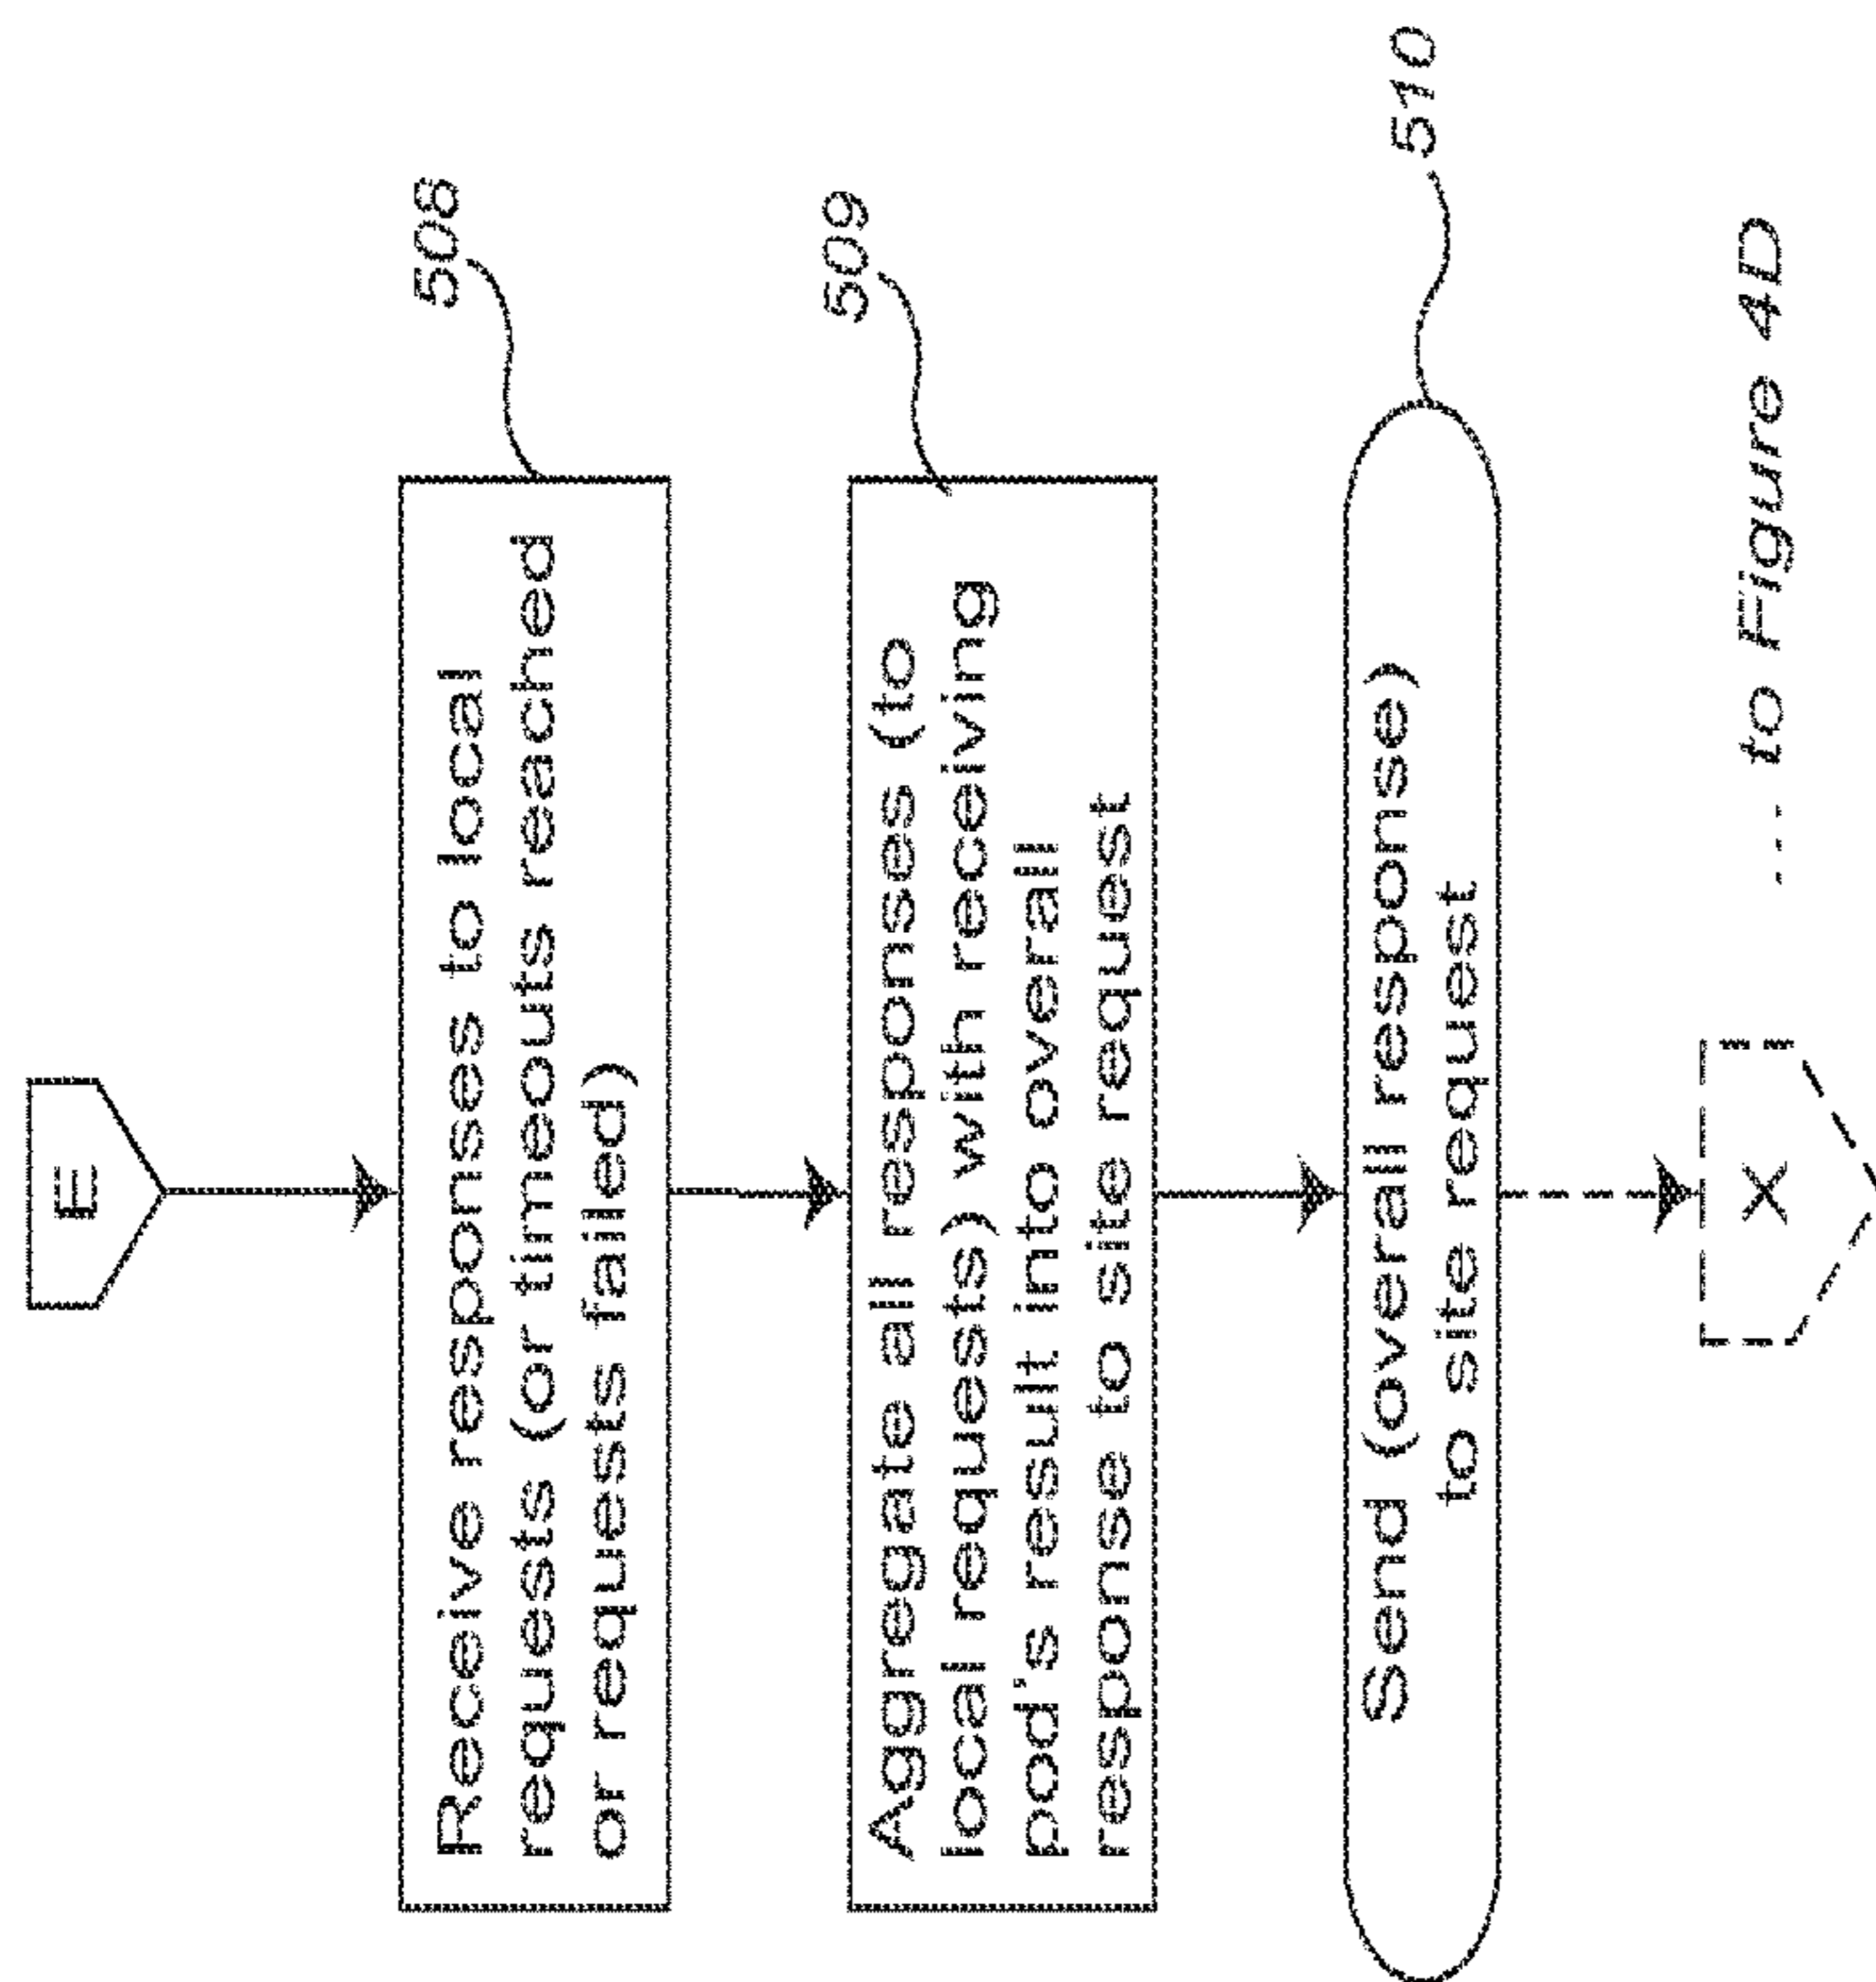 E
508
Receive responses to local
requests (or timeouts reached
or requests failed)
509
Aggregate all responses (to
local requests) with receiving
pod's result into overall
response to site request
510
Send (overall response)
to site request
X
... to Figure 4D